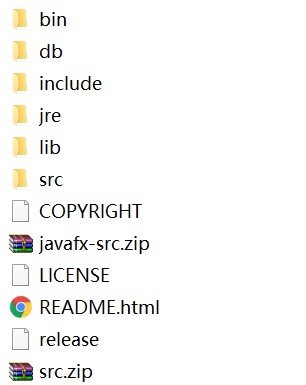 bin
db
include
jre
lib
src
COPYRIGHT
javafx-src.zip
LICENSE
README.html
release
src.zip